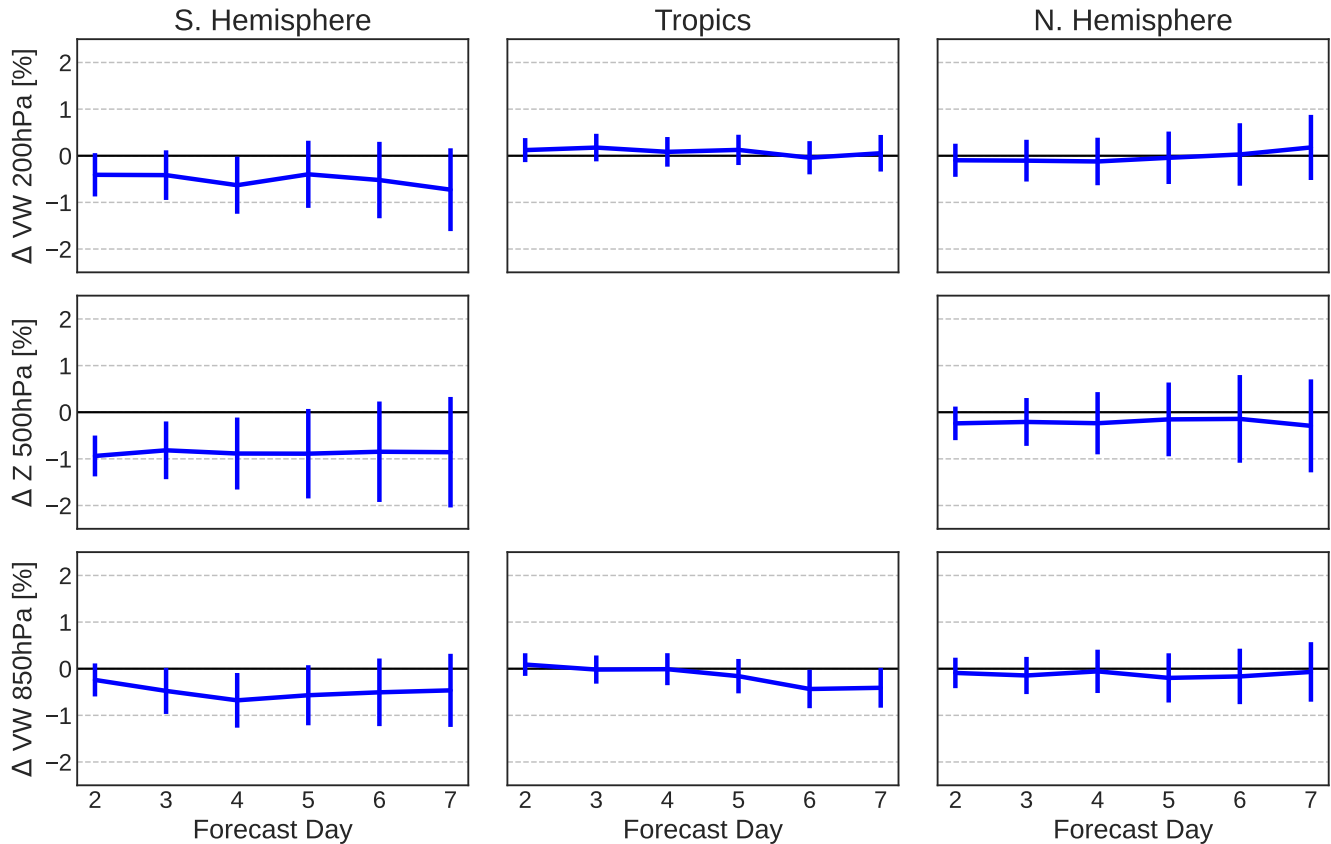 S. Hemisphere Tropics N. Hemisphere
Δ VW 200hPa [%]
2
1
0
−1
−2
Δ Z 500hPa [%]
2
1
0
−1
−2
Δ VW 850hPa [%]
2
1
0
−1
−2
2 3 4 5 6 7 2 3 4 5 6 7 2 3 4 5 6 7
Forecast Day Forecast Day Forecast Day